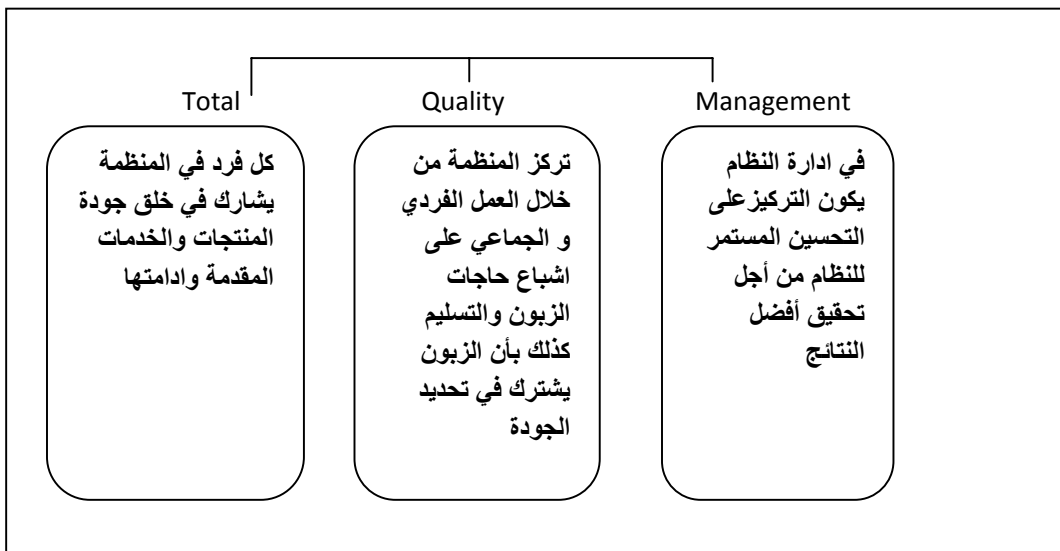 Total
كل فرد في المنظمة
يشارك في خلق جودة
المنتجات والخدمات
المقدمة وادامتها
Quality
تركز المنظمة من
خلال العمل الفردي
و الجماعي على
اشباع حاجات
الزبون والتسليم
كذلك بأن الزبون
يشترك في تحديد
الجودة
Management
في ادارة النظام
يكون التركيزعلى
التحسين المستمر
للنظام من أجل
تحقيق أفضل
النتائج